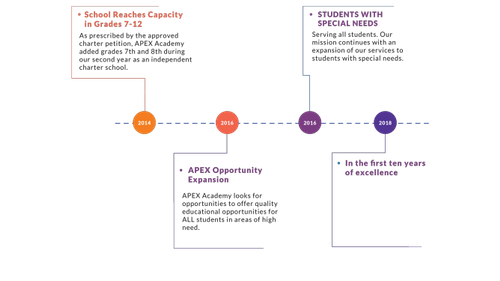 • School Reaches Capacity
in Grades 7-12
As prescribed by the approved
charter petition, APEX Academy
added grades 7th and 8th during
our second year as an independent
charter school.
• STUDENTS WITH
SPECIAL NEEDS
Serving all students. Our
mission continues with an
expansion of our services to
students with special needs.
2014
2016
2016
2018
• APEX Opportunity
Expansion
APEX Academy looks for
opportunities to offer quality
educational opportunities for
ALL students in areas of high
need.
• In the first ten years
of excellence